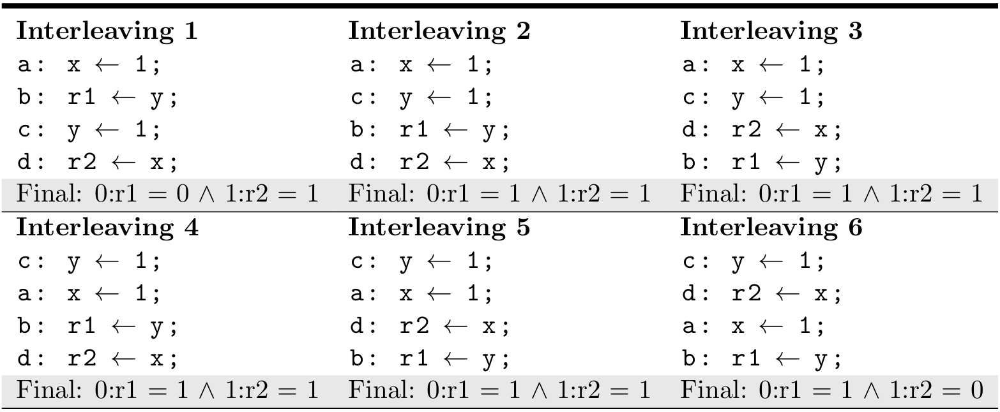 Interleaving 1 Interleaving 2 Interleaving 3
a: x ← 1; a: x ← 1; a: x ← 1;
b: r1 ← y; c: y ← 1; c: y ← 1;
c: y ← 1; b: r1 ← y; d: r2 ← x;
d: r2 ← x; d: r2 ← x; b: r1 ← y;
Final: 0:r1 = 0 ∧ 1:r2 = 1 Final: 0:r1 = 1 ∧ 1:r2 = 1 Final: 0:r1 = 1 ∧ 1:r2 = 1
Interleaving 4 Interleaving 5 Interleaving 6
c: y ← 1; c: y ← 1; c: y ← 1;
a: x ← 1; a: x ← 1; d: r2 ← x;
b: r1 ← y; d: r2 ← x; a: x ← 1;
d: r2 ← x; b: r1 ← y; b: r1 ← y;
Final: 0:r1 = 1 ∧ 1:r2 = 1 Final: 0:r1 = 1 ∧ 1:r2 = 1 Final: 0:r1 = 1 ∧ 1:r2 = 0